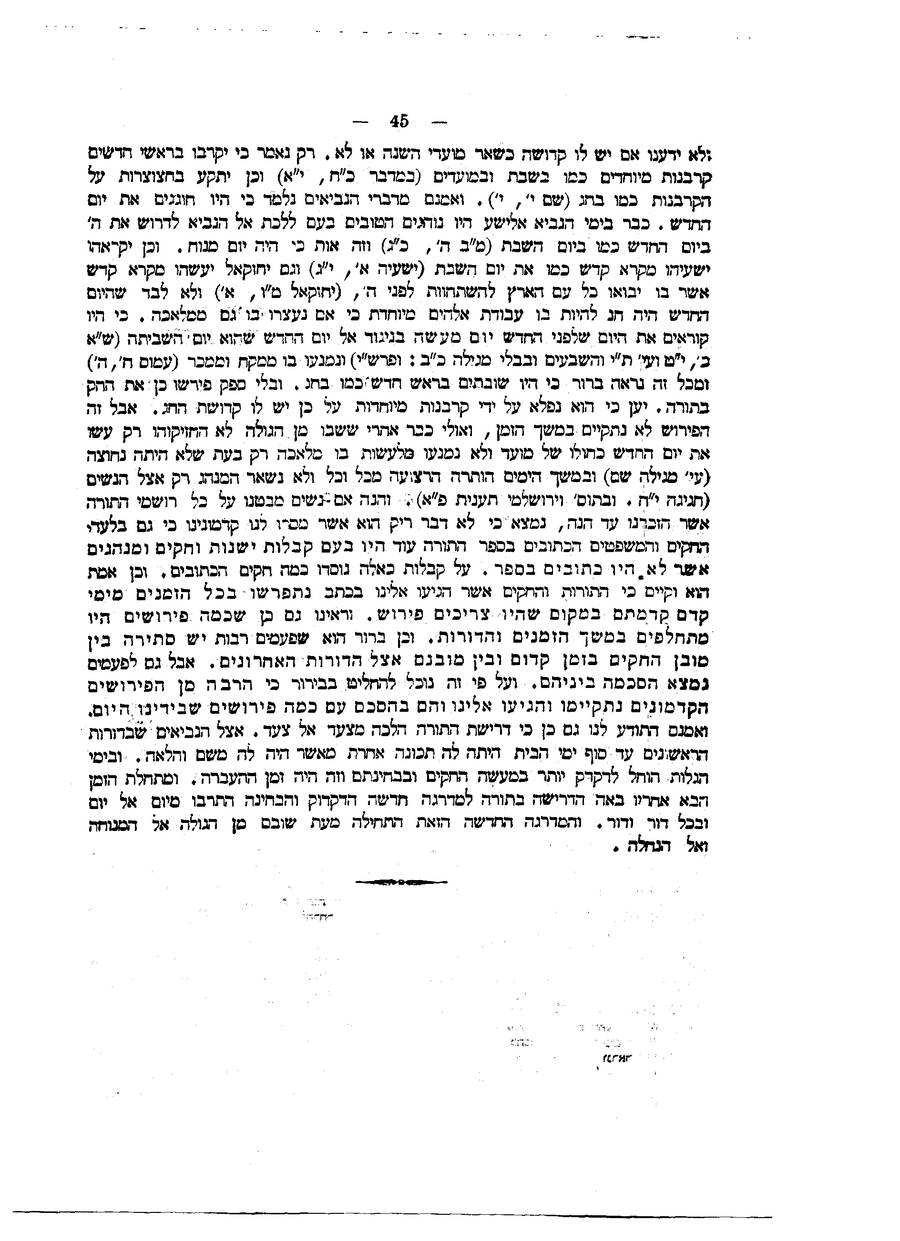 — 45 —
ולא ידענו אם יש לו קדושה כשאר מועדי השנה או לא. רק נאמר כי יקרבו בראשי חדשים
קרבנות מיוחדים כמו בשבת ובמועדים (במדבר כ"ח, י"א) וכן יתקע בחצוצרות על
הקרבנות כמו בחג (שם י', י'). ואמנם מדברי הנביאים נלמד כי היו חוגגים את יום
החדש. כבר בימי הנביא אלישע היו נוהגים הטובים בעם ללכת אל הנביא לדרוש את ה'
ביום החדש כמו ביום השבת (מ"ב ה', כ"ג) וזה אות כי היה יום מנוח. וכן יקראהו
ישעיהו מקרא קדש כמו את יום השבת (ישעיה א', י"ג) וגם יחזקאל יעשהו מקרא קדש
אשר בו יבואו כל עם הארץ להשתחוות לפני ה', (יחזקאל מ"ו, א') ולא לבד שהיום
החדש היה חג להיות בו עבודת אלהים מיוחדת כי אם נעצרו בו גם ממלאכה. כי היו
קוראים את היום שלפני החדש יום מעשה בניגוד אל יום החדש שהוא יום השביתה (ש"א
כ', י"ט ועי' ת"י והשבעים ובבלי מגילה כ"ב: ופרש"י) ונמנעו בו ממקח וממכר (עמוס ח', ה')
ומכל זה נראה ברור כי היו שובתים בראש חדש כמו בחג. ובלי ספק פירשו כן את החק
בתורה. יען כי הוא נפלא על ידי קרבנות מיוחדות על כן יש לו קדושת החג. אבל זה
הפירוש לא נתקיים במשך הזמן, ואולי כבר אחרי ששבו מן הגולה לא החזיקוהו רק עשו
את יום החדש כחולו של מועד ולא נמנעו מלעשות בו מלאכה רק בעת שלא היתה נחוצה
(עי' מגילה שם) ובמשך הימים הותרה הרצועה מכל וכל ולא נשאר המנהג רק אצל הנשים
(חגיגה י"ח. ובתוס' וירושלמי תענית פ"א). והנה אם נשים מבטנו על כל רושמי התורה
אשר הוכרנו עד הנה, נמצא כי לא דבר ריק הוא אשר מסרו לנו קדמונינו כי גם בלעדי
החקים והמשפטים הכתובים בספר התורה עוד היו בעם קבלות ישנות וחקים ומנהגים
אשר לא היו כתובים בספר. על קבלות כאלה נוסדו כמה חקים הכתובים. וכן אמת
הוא וקיים כי התורות והחקים אשר הגיעו אלינו בכתב נתפרשו בכל הזמנים מימי
קדם קדמתם במקום שהיו צריכים פירוש. וראינו גם כן שכמה פירושים היו
מתחלפים במשך הזמנים והדורות. וכן ברור הוא שפעמים רבות יש סתירה בין
מובן החקים בזמן קדום ובין מובנם אצל הדורות האחרונים. אבל גם לפעמים
נמצא הסכמה ביניהם. ועל פי זה נוכל להחליט בבירור כי הרבה מן הפירושים
הקדמונים נתקיימו והגיעו אלינו והם בהסכם עם כמה פירושים שבידינו היום.
ואמנם התודע לנו גם כן כי דרישת התורה הלכה מצעד אל צעד. אצל הנביאים שבדורות
הראשונים עד סוף ימי הבית היתה לה תכונה אחרת מאשר היה לה משם והלאה. ובימי
הגלות הוחל לדקדק יותר במעשה החקים ובבחינתם וזה היה זמן ההעברה. ומתחלת הזמן
הבא אחריו באה הדרישה בתורה למדרגה חדשה הדקדוק והבחינה התרבו מיום אל יום
ובכל דור ודור. והמדרגה החדשה הזאת התחילה מעת שובם מן הגולה אל המנוחה
ואל הנחלה.